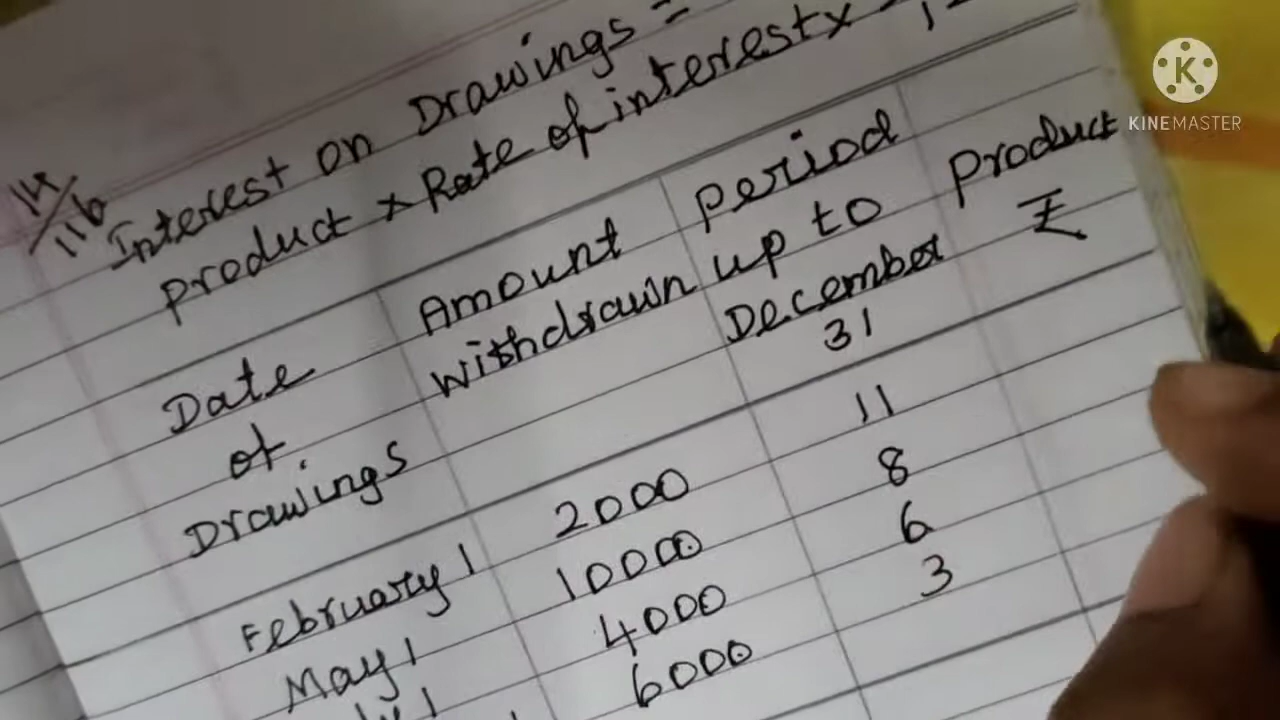 14/116
Interest on Drawings =
product x Rate of interest x
Date of Drawings
Amount withdrawn
period up to December 31
product ₹
February 1 2000 11
May 1 10000 8
1 4000 6
6000 3
K
KINEMASTER